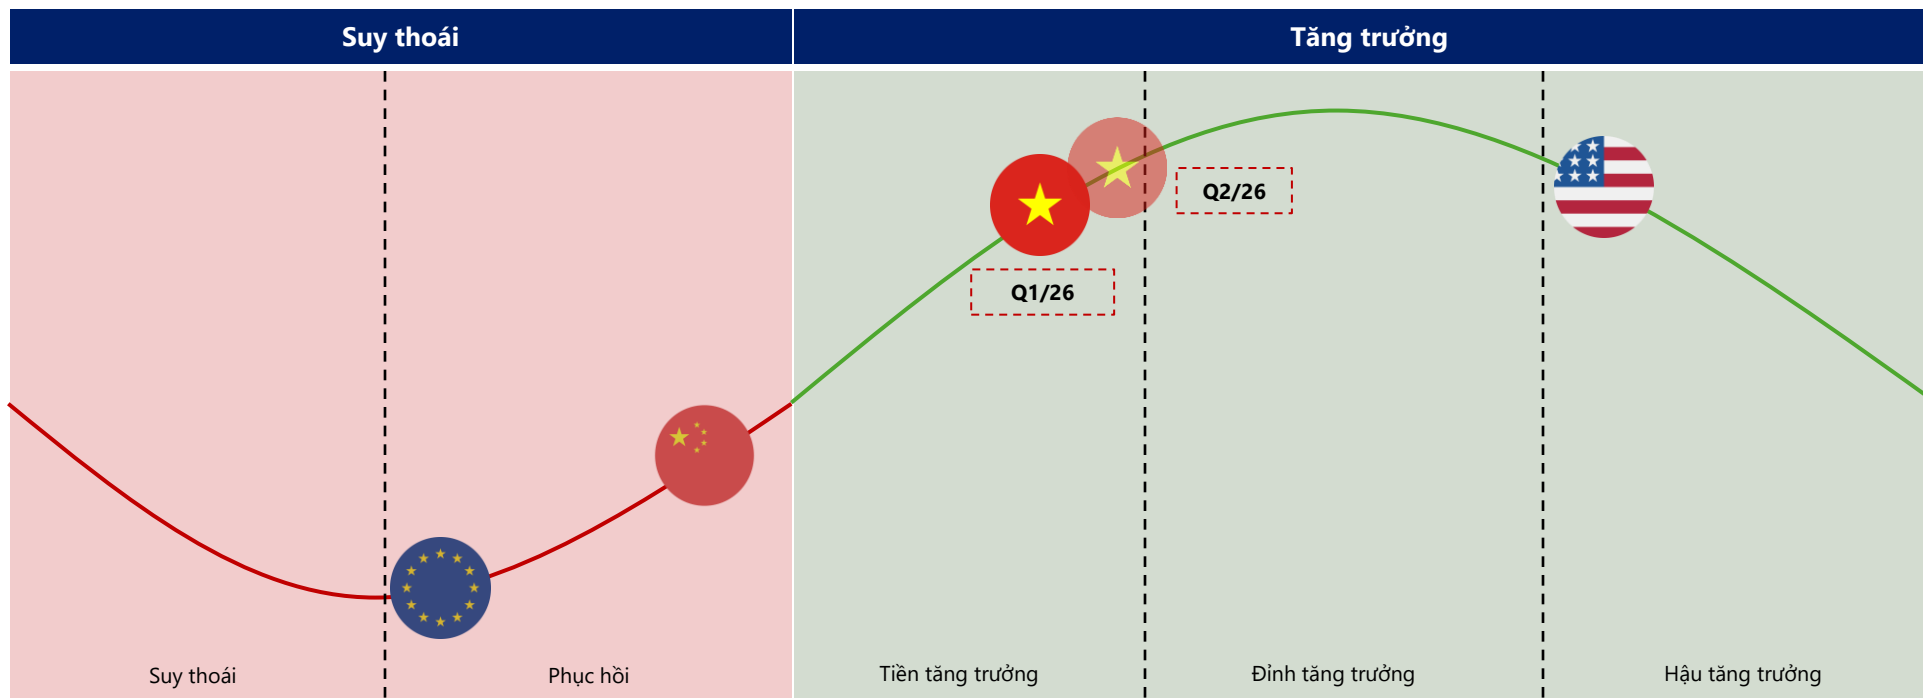 Suy thoái
Tăng trưởng
Q2/26
Q1/26
Suy thoái
Phục hồi
Tiền tăng trưởng
Đỉnh tăng trưởng
Hậu tăng trưởng